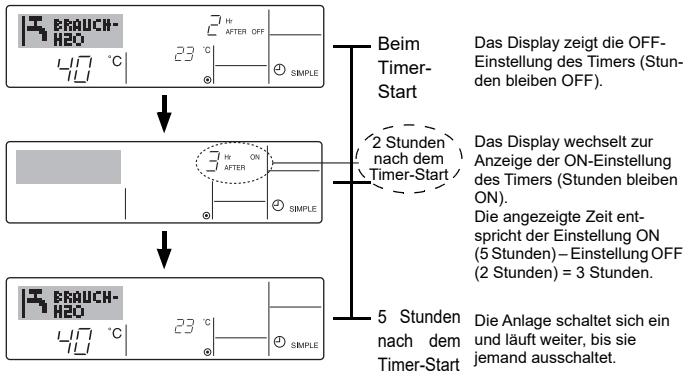 BRAUCH-
H2O
2 Hr
AFTER OFF
40 °C
23 °C
SIMPLE
Beim
Timer-
Start
Das Display zeigt die OFF-
Einstellung des Timers (Stun-
den bleiben OFF).
3 Hr ON
AFTER
SIMPLE
2 Stunden
nach dem
Timer-Start
Das Display wechselt zur
Anzeige der ON-Einstellung
des Timers (Stunden bleiben
ON).
Die angezeigte Zeit ent-
spricht der Einstellung ON
(5 Stunden) – Einstellung OFF
(2 Stunden) = 3 Stunden.
BRAUCH-
H2O
40 °C
23 °C
SIMPLE
5 Stunden
nach dem
Timer-Start
Die Anlage schaltet sich ein
und läuft weiter, bis sie
jemand ausschaltet.